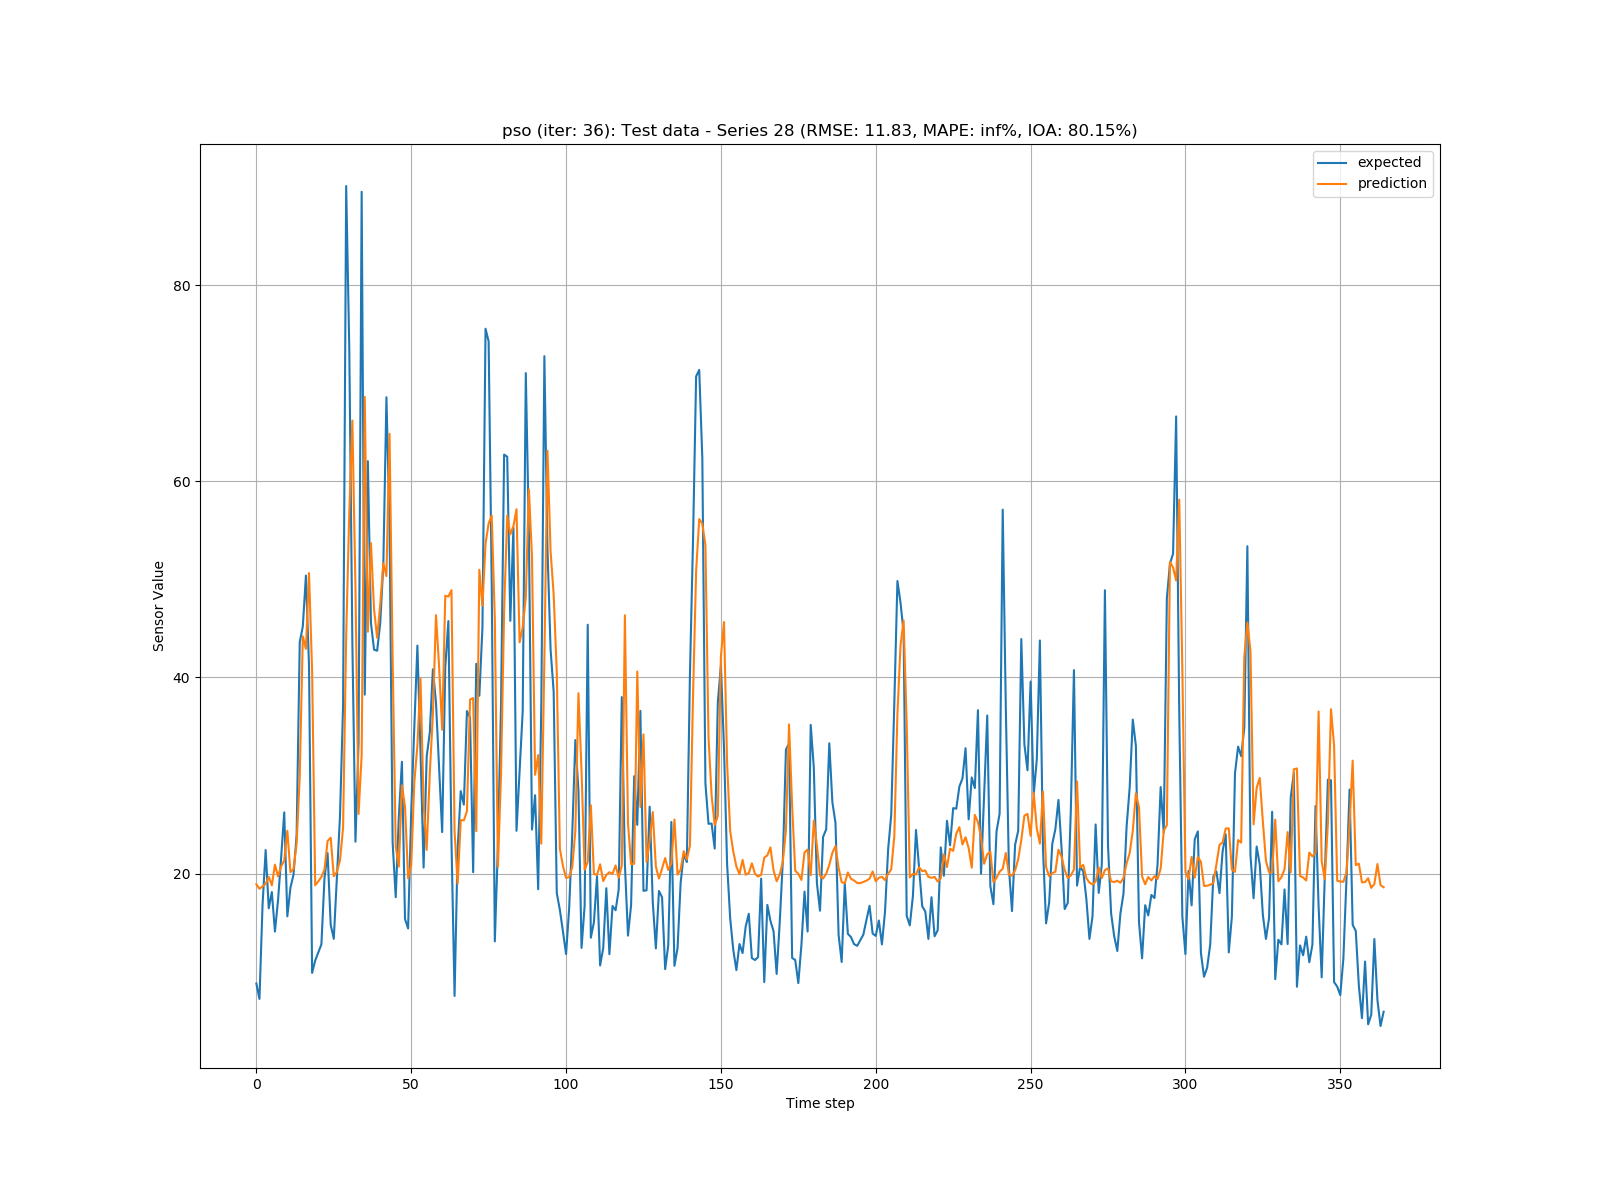 pso (iter: 36): Test data - Series 28 (RMSE: 11.83, MAPE: inf%, IOA: 80.15%)
expected
prediction
80
60
40
20
Sensor Value
0 50 100 150 200 250 300 350
Time step